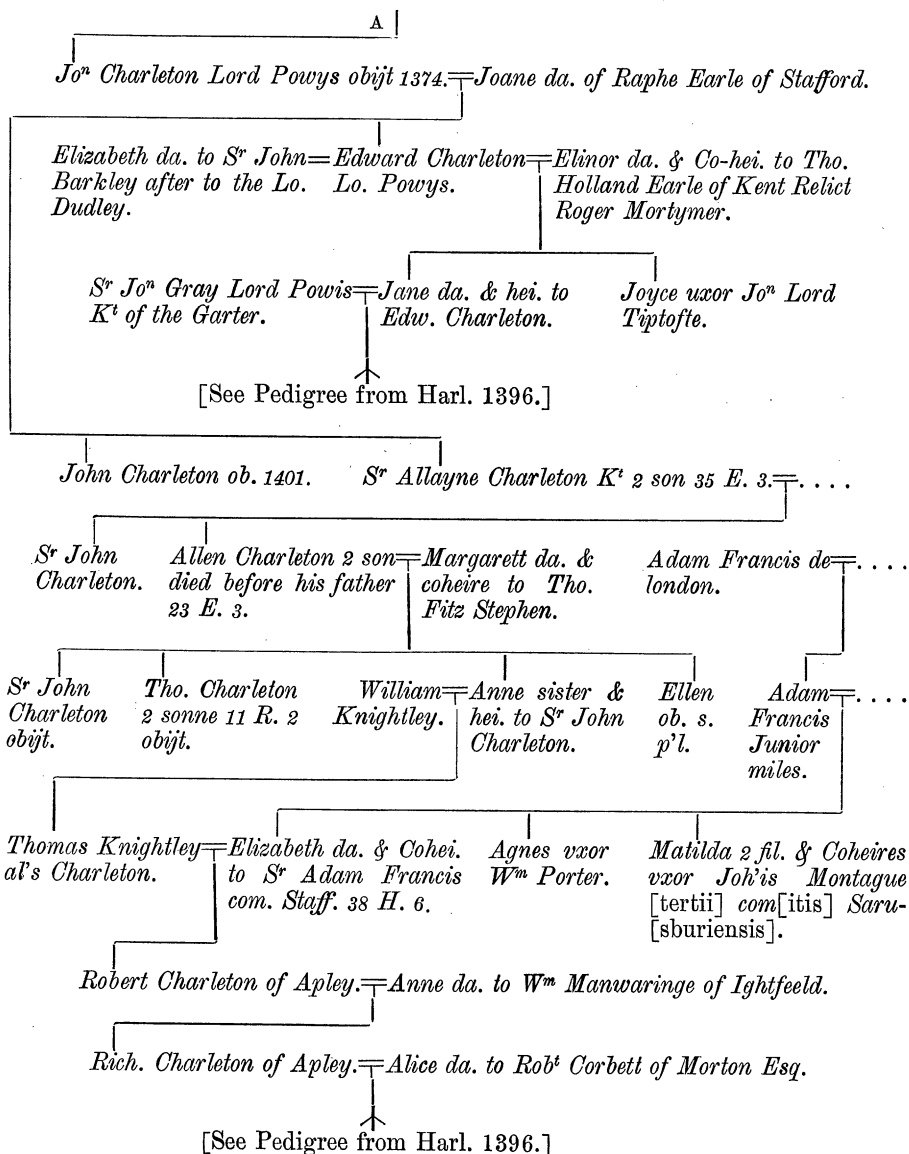 A
Joⁿ Charleton Lord Powys obijt 1374. Joane da. of Raphe Earle of Stafford.
Elizabeth da. to Sʳ John
Barkley after to the Lo.
Dudley.
Edward Charleton
Lo. Powys.
Elinor da. & Co-hei. to Tho.
Holland Earle of Kent Relict
Roger Mortymer.
Sʳ Joⁿ Gray Lord Powis
Kᵗ of the Garter.
Jane da. & hei. to
Edw. Charleton.
Joyce uxor Joⁿ Lord
Tiptofte.
[See Pedigree from Harl. 1396.]
John Charleton ob. 1401.
Sʳ Allayne Charleton Kᵗ 2 son 35 E. 3. . . . .
Sʳ John
Charleton.
Allen Charleton 2 son
died before his father
23 E. 3.
Margarett da. &
coheire to Tho.
Fitz Stephen.
Adam Francis de
london.
. . . .
Sʳ John
Charleton
obijt.
Tho. Charleton
2 sonne 11 R. 2
obijt.
William
Knightley.
Anne sister &
hei. to Sʳ John
Charleton.
Ellen
ob. s.
p'l.
Adam
Francis
Junior
miles.
. . . .
Thomas Knightley
al's Charleton.
Elizabeth da. & Cohei.
to Sʳ Adam Francis
com. Staff. 38 H. 6.
Agnes vxor
Wᵐ Porter.
Matilda 2 fil. & Coheires
vxor Joh'is Montague
[tertii] com[itis] Saru-
[sburiensis].
Robert Charleton of Apley. Anne da. to Wᵐ Manwaringe of Ightfeeld.
Rich. Charleton of Apley. Alice da. to Robᵗ Corbett of Morton Esq.
[See Pedigree from Harl. 1396.]